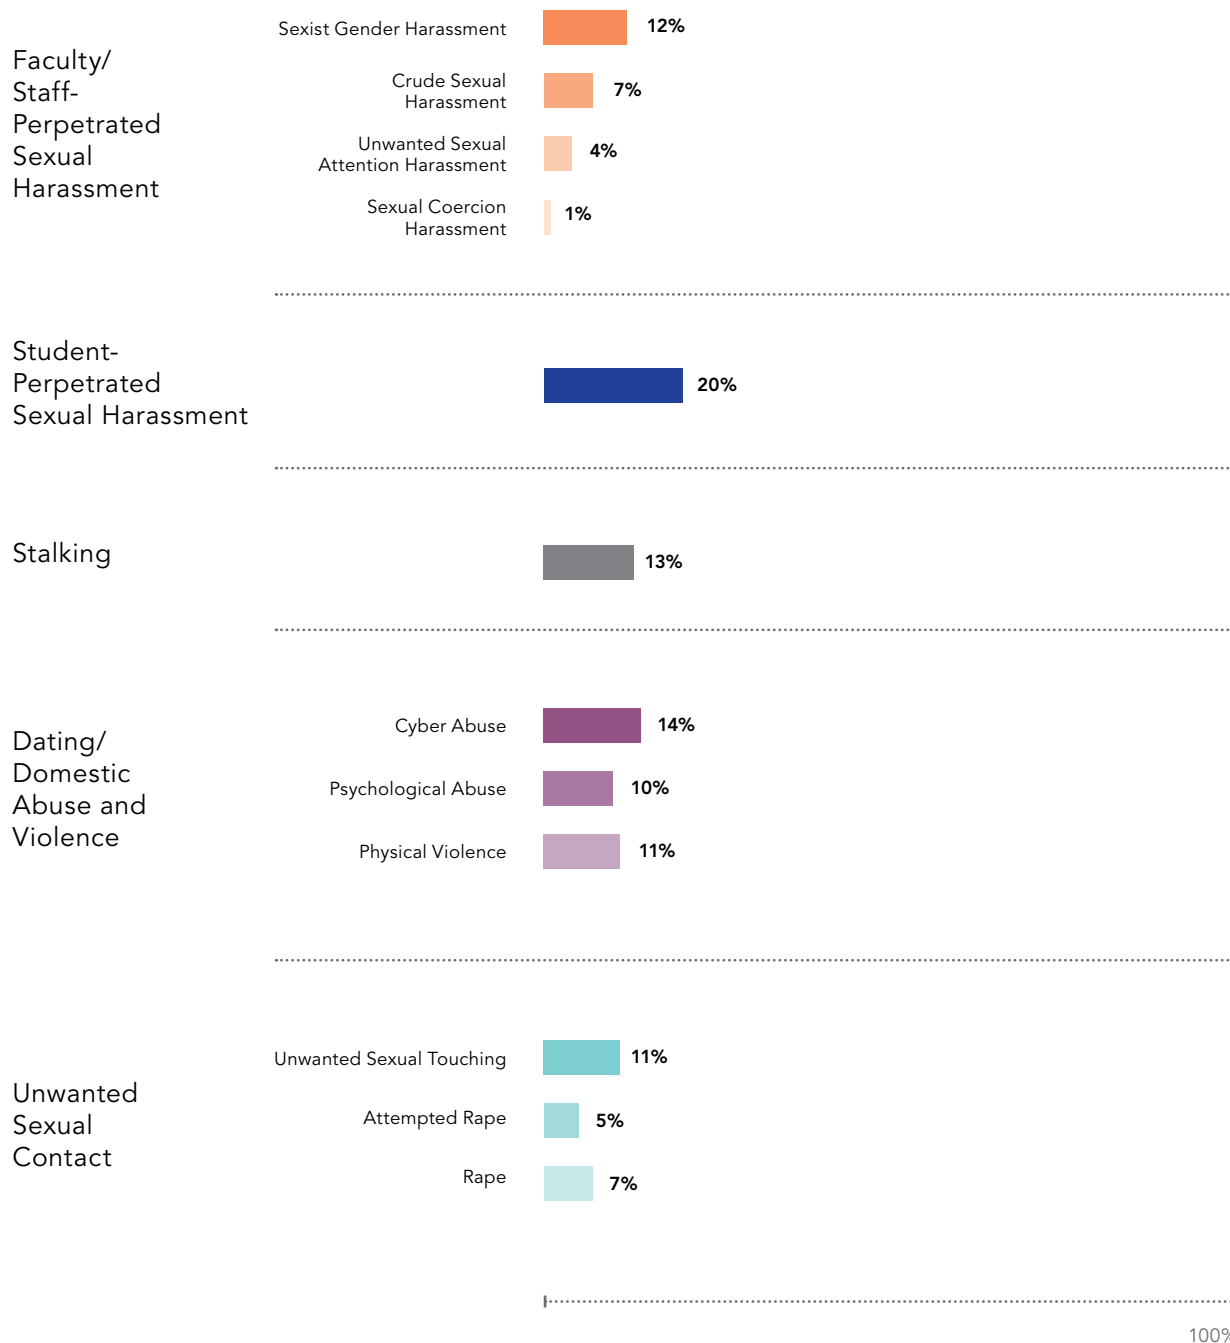 Faculty/
Staff-
Perpetrated
Sexual
Harassment
Sexist Gender Harassment
12%
Crude Sexual
Harassment
7%
Unwanted Sexual
Attention Harassment
4%
Sexual Coercion
Harassment
1%
Student-
Perpetrated
Sexual Harassment
20%
Stalking
13%
Dating/
Domestic
Abuse and
Violence
Cyber Abuse
14%
Psychological Abuse
10%
Physical Violence
11%
Unwanted
Sexual
Contact
Unwanted Sexual Touching
11%
Attempted Rape
5%
Rape
7%
100%